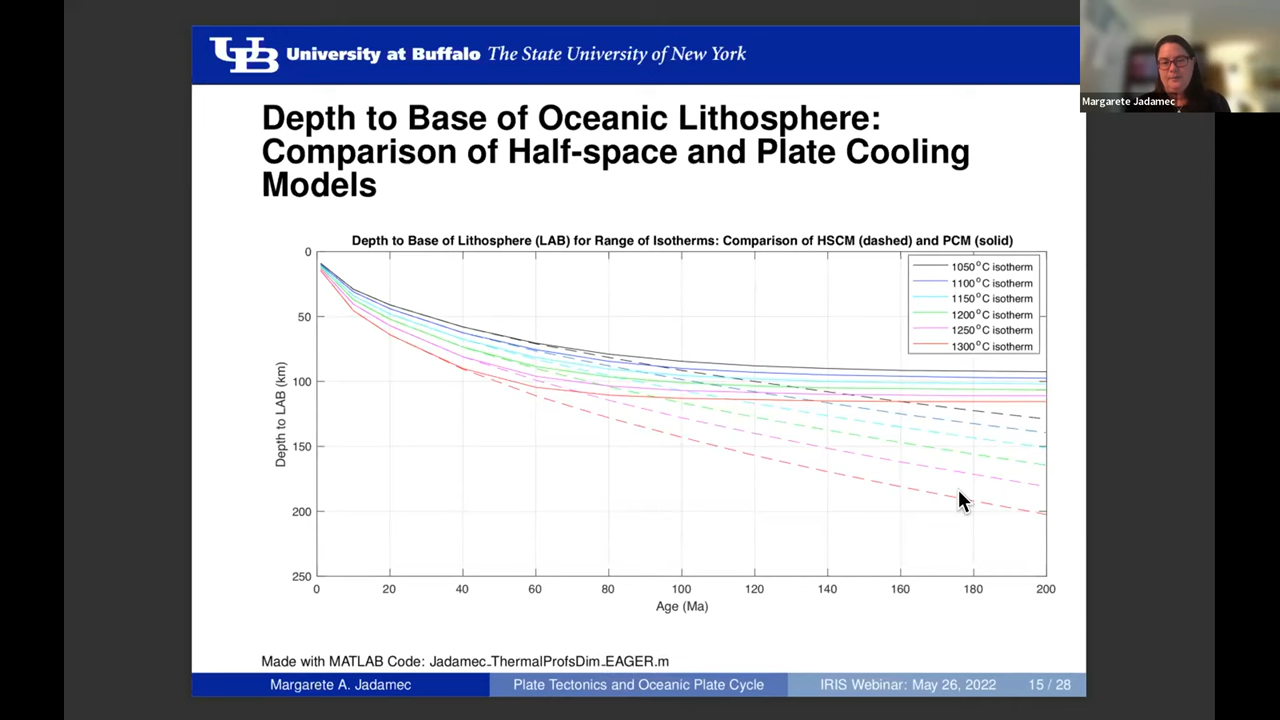 UB University at Buffalo The State University of New York
Margarete Jadamec
Depth to Base of Oceanic Lithosphere:
Comparison of Half-space and Plate Cooling
Models
Depth to Base of Lithosphere (LAB) for Range of Isotherms: Comparison of HSCM (dashed) and PCM (solid)
1050°C isotherm
1100°C isotherm
1150°C isotherm
1200°C isotherm
1250°C isotherm
1300°C isotherm
Depth to LAB (km)
0
50
100
150
200
250
0 20 40 60 80 100 120 140 160 180 200
Age (Ma)
Made with MATLAB Code: Jadamec_ThermalProfsDim_EAGER.m
Margarete A. Jadamec Plate Tectonics and Oceanic Plate Cycle IRIS Webinar: May 26, 2022 15 / 28